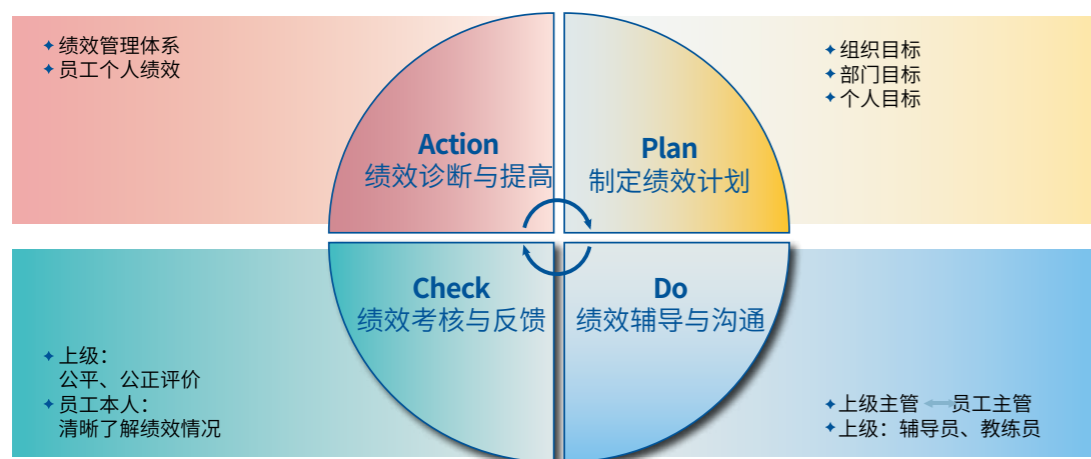 ✦ 绩效管理体系
✦ 员工个人绩效
✦ 组织目标
✦ 部门目标
✦ 个人目标
Action
绩效诊断与提高
Plan
制定绩效计划
Check
绩效考核与反馈
Do
绩效辅导与沟通
✦ 上级：
公平、公正评价
✦ 员工本人：
清晰了解绩效情况
✦ 上级主管 ⟷ 员工主管
✦ 上级：辅导员、教练员